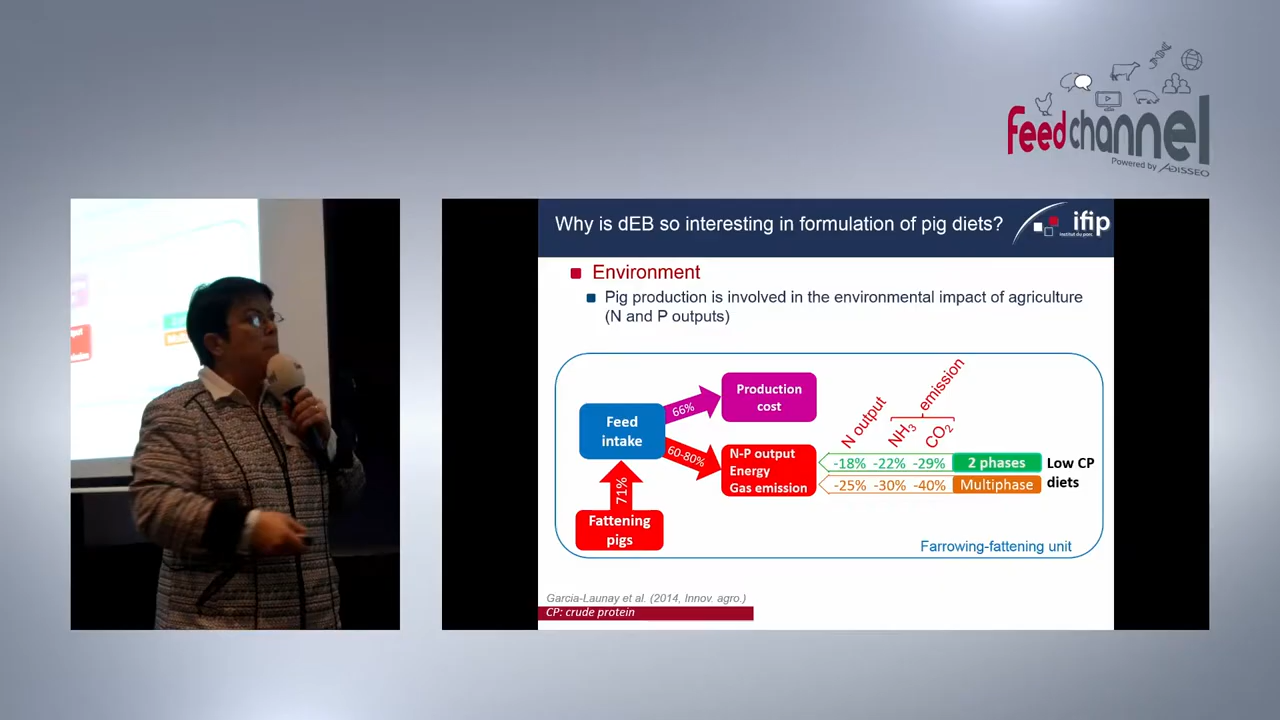 feedchannel
Powered by ADISSEO
Why is dEB so interesting in formulation of pig diets?
ifip
Institut du porc
Environment
Pig production is involved in the environmental impact of agriculture
(N and P outputs)
Feed
intake
66%
Production
cost
60-80%
N-P output
Energy
Gas emission
71%
Fattening
pigs
N output
NH3
CO2
emission
-18% -22% -29% 2 phases
-25% -30% -40% Multiphase
Low CP
diets
Farrowing-fattening unit
Garcia-Launay et al. (2014, Innov. agro.)
CP: crude protein